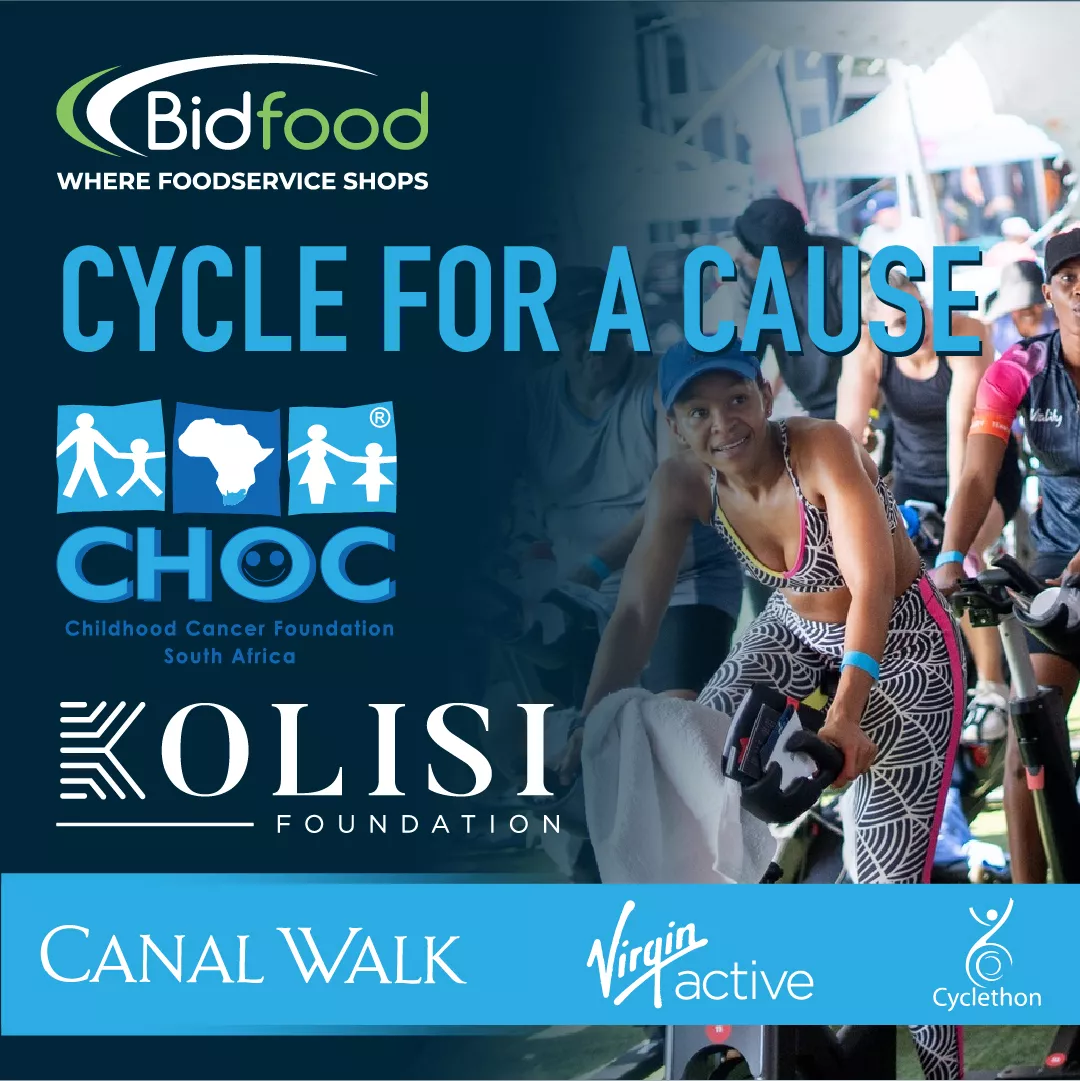 Bidfood
WHERE FOODSERVICE SHOPS
CYCLE FOR A CAUSE
®
CHOC
Childhood Cancer Foundation
South Africa
KOLISI
FOUNDATION
Vitality
CANAL WALK
Virgin active
Cyclethon